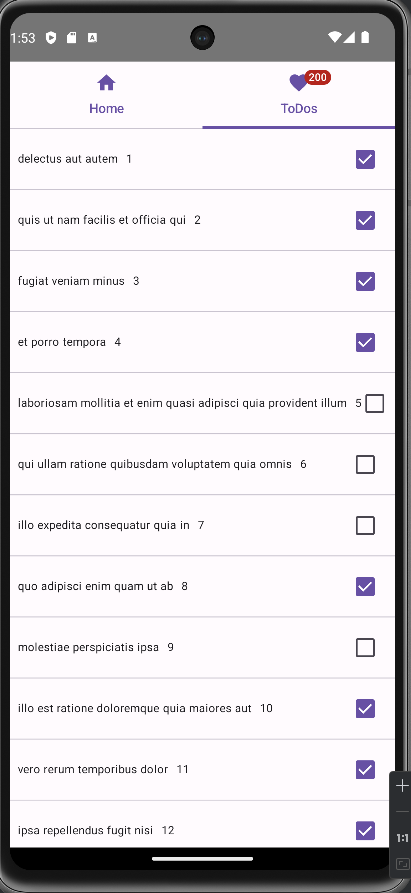 1:53
200
Home
ToDos
delectus aut autem 1
quis ut nam facilis et officia qui 2
fugiat veniam minus 3
et porro tempora 4
laboriosam mollitia et enim quasi adipisci quia provident illum 5
qui ullam ratione quibusdam voluptatem quia omnis 6
illo expedita consequatur quia in 7
quo adipisci enim quam ut ab 8
molestiae perspiciatis ipsa 9
illo est ratione doloremque quia maiores aut 10
vero rerum temporibus dolor 11
ipsa repellendus fugit nisi 12
1:1